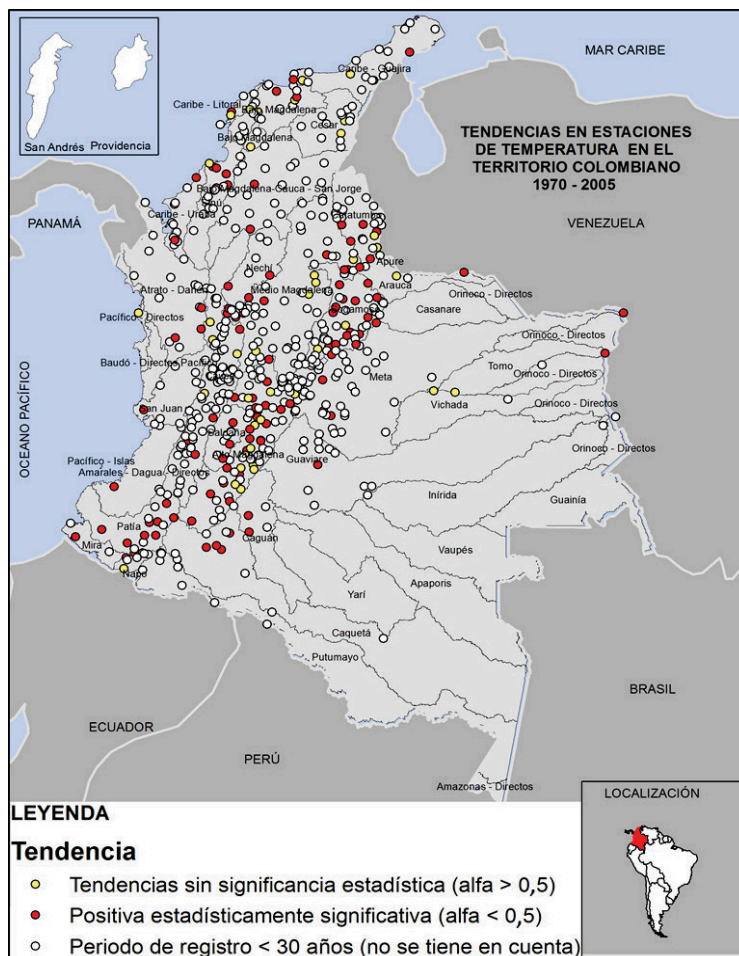 MAR CARIBE
Caribe - Guajira
Caribe - Litoral
Bajo Magdalena
Cesar
San Andrés
Providencia
Bajo Magdalena
TENDENCIAS EN ESTACIONES
DE TEMPERATURA EN EL
TERRITORIO COLOMBIANO
1970 - 2005
Bajo Magdalena-Cauca - San Jorge
Sinú
PANAMÁ
Caribe - Urabá
Catatumbo
VENEZUELA
Nechí
Apure
Atrato - Darién
Medio Magdalena
Arauca
Orinoco - Directos
Casanare
Pacífico - Directos
Sogamoso
Orinoco - Directos
Baudó - Directos Pacífico
Meta
Tomo
Orinoco - Directos
OCEANO PACÍFICO
San Juan
Vichada
Orinoco - Directos
Saldaña
Orinoco - Directos
Pacífico - Islas
Alto Magdalena
Guaviare
Amarales - Dagua - Directos
Inírida
Guainía
Patía
Mira
Caguán
Vaupés
Napo
Apaporis
Yarí
Caquetá
Putumayo
BRASIL
ECUADOR
PERÚ
Amazonas - Directos
LOCALIZACIÓN
LEYENDA
Tendencia
Tendencias sin significancia estadística (alfa > 0,5)
Positiva estadísticamente significativa (alfa < 0,5)
Periodo de registro < 30 años (no se tiene en cuenta)